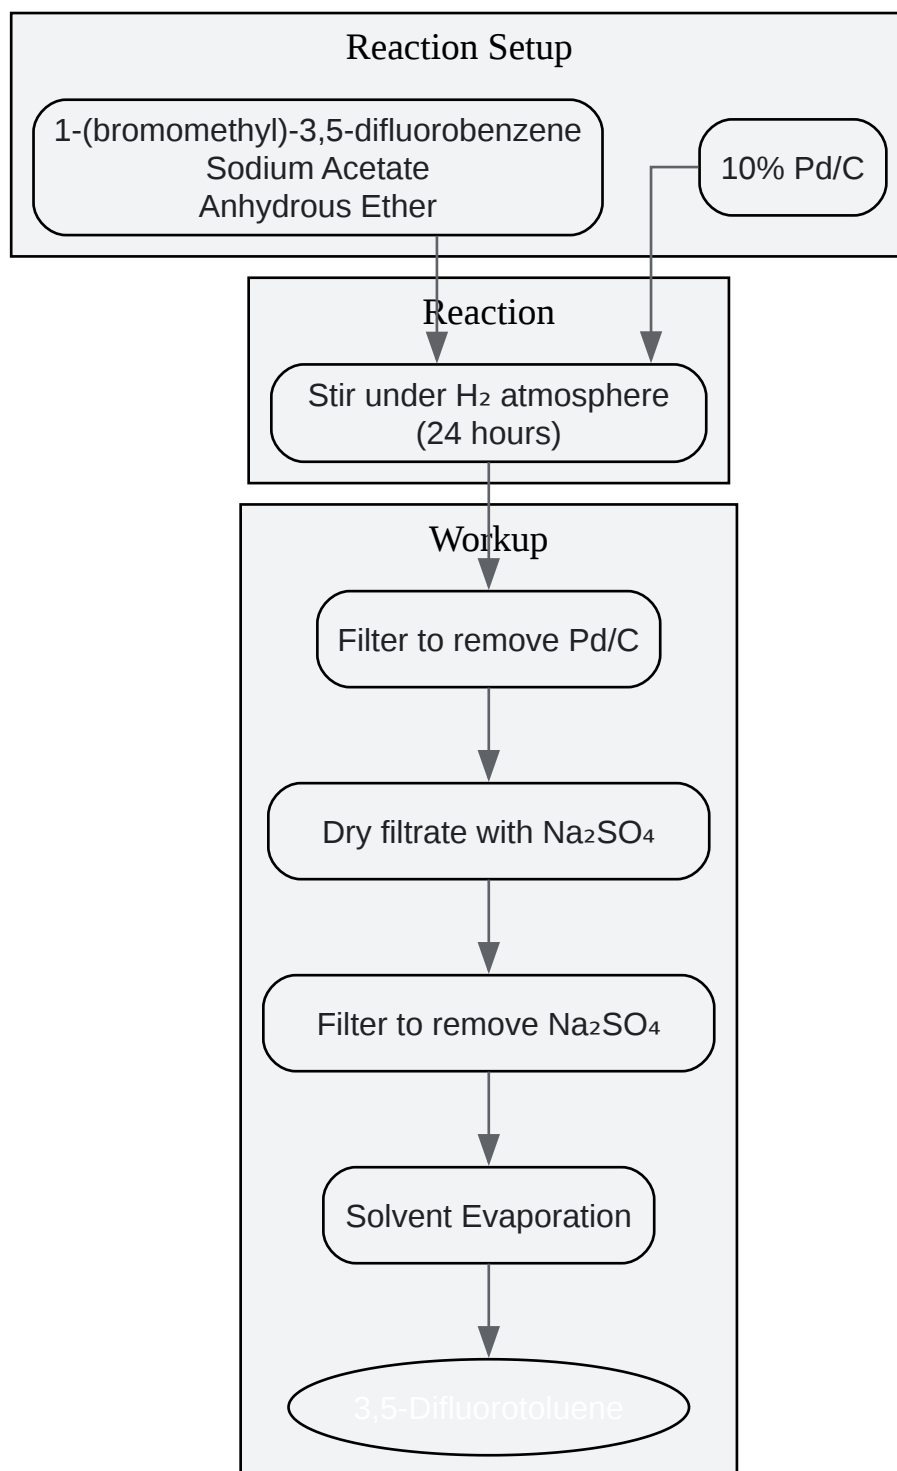 Reaction Setup
1-(bromomethyl)-3,5-difluorobenzene
Sodium Acetate
Anhydrous Ether
10% Pd/C
Reaction
Stir under H₂ atmosphere
(24 hours)
Workup
Filter to remove Pd/C
Dry filtrate with Na₂SO₄
Filter to remove Na₂SO₄
Solvent Evaporation
3,5-Difluorotoluene